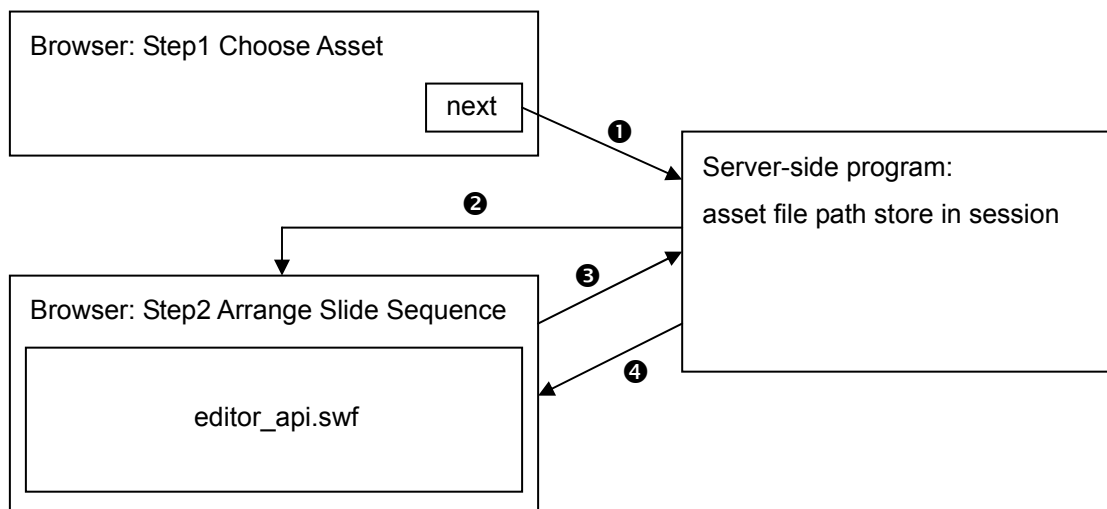 Browser: Step1 Choose Asset
next
❶
Server-side program:
asset file path store in session
❷
❸
Browser: Step2 Arrange Slide Sequence
❹
editor_api.swf